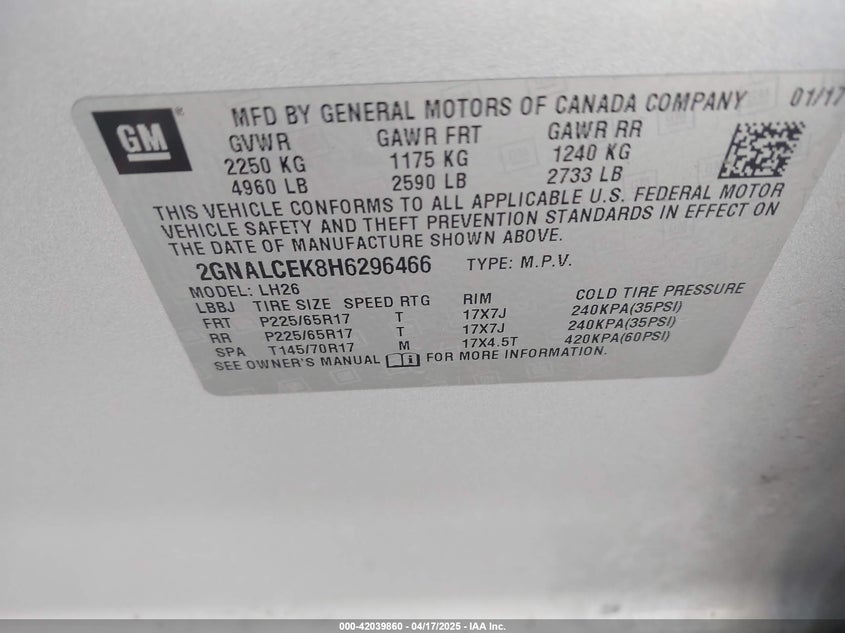 GM ® MFD BY GENERAL MOTORS OF CANADA COMPANY 01/17
GVWR GAWR FRT GAWR RR
2250 KG 1175 KG 1240 KG
4960 LB 2590 LB 2733 LB
THIS VEHICLE CONFORMS TO ALL APPLICABLE U.S. FEDERAL MOTOR
VEHICLE SAFETY AND THEFT PREVENTION STANDARDS IN EFFECT ON
THE DATE OF MANUFACTURE SHOWN ABOVE.
2GNALCEK8H6296466 TYPE: M.P.V.
MODEL: LH26
LBBJ TIRE SIZE SPEED RTG RIM COLD TIRE PRESSURE
FRT P225/65R17 T 17X7J 240KPA(35PSI)
RR P225/65R17 T 17X7J 240KPA(35PSI)
SPA T145/70R17 M 17X4.5T 420KPA(60PSI)
SEE OWNER'S MANUAL FOR MORE INFORMATION.
000-42039860 - 04/17/2025 - IAA Inc.